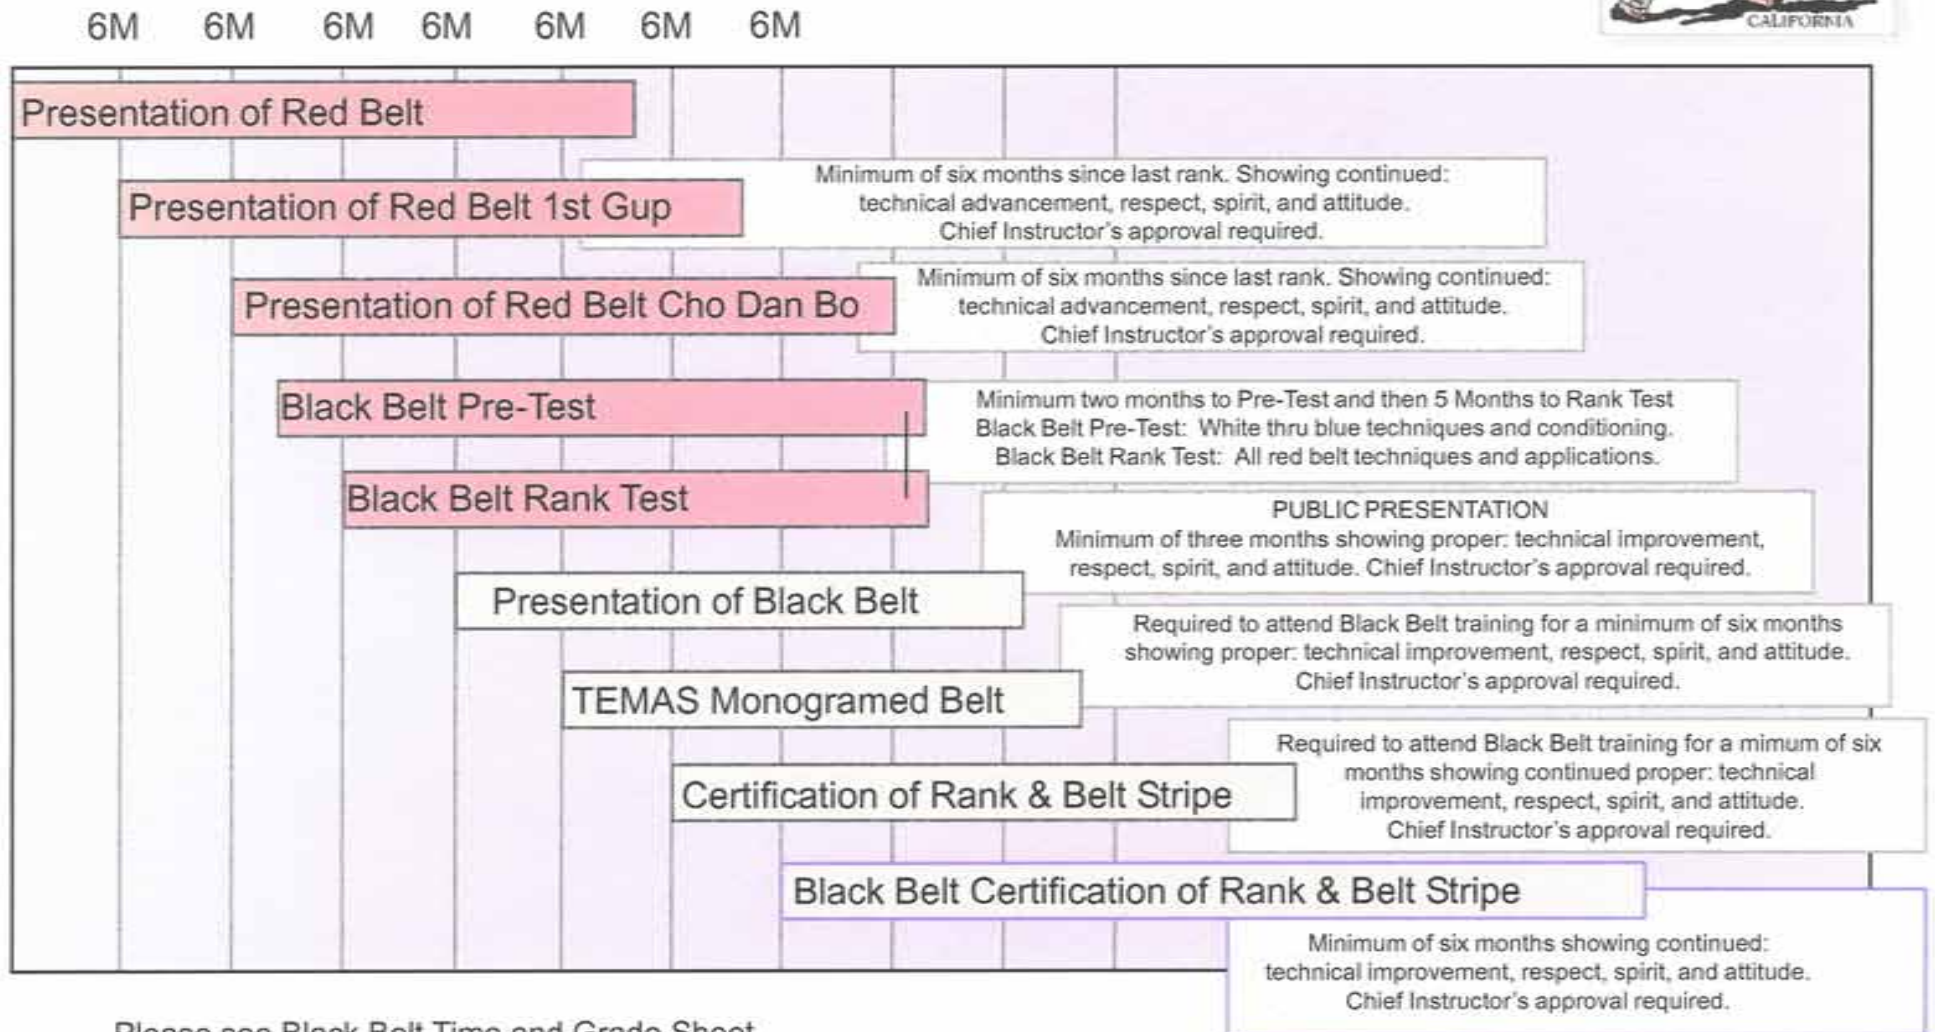 CALIFORNIA
6M 6M 6M 6M 6M 6M 6M
Presentation of Red Belt
Presentation of Red Belt 1st Gup
Minimum of six months since last rank. Showing continued:
technical advancement, respect, spirit, and attitude.
Chief Instructor's approval required.
Presentation of Red Belt Cho Dan Bo
Minimum of six months since last rank. Showing continued:
technical advancement, respect, spirit, and attitude.
Chief Instructor's approval required.
Black Belt Pre-Test
Minimum two months to Pre-Test and then 5 Months to Rank Test
Black Belt Pre-Test: White thru blue techniques and conditioning.
Black Belt Rank Test: All red belt techniques and applications.
Black Belt Rank Test
PUBLIC PRESENTATION
Minimum of three months showing proper: technical improvement,
respect, spirit, and attitude. Chief Instructor's approval required.
Presentation of Black Belt
Required to attend Black Belt training for a minimum of six months
showing proper: technical improvement, respect, spirit, and attitude.
Chief Instructor's approval required.
TEMAS Monogramed Belt
Required to attend Black Belt training for a mimum of six
months showing continued proper: technical
improvement, respect, spirit, and attitude.
Chief Instructor's approval required.
Certification of Rank & Belt Stripe
Black Belt Certification of Rank & Belt Stripe
Minimum of six months showing continued:
technical improvement, respect, spirit, and attitude.
Chief Instructor's approval required.
Please see Black Belt Time and Grade Sheet